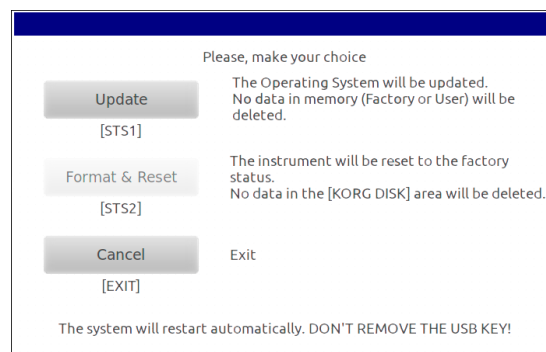 Please, make your choice
Update
[STS1]
The Operating System will be updated.
No data in memory (Factory or User) will be
deleted.
Format & Reset
[STS2]
The instrument will be reset to the factory
status.
No data in the [KORG DISK] area will be deleted.
Cancel
[EXIT]
Exit
The system will restart automatically. DON'T REMOVE THE USB KEY!